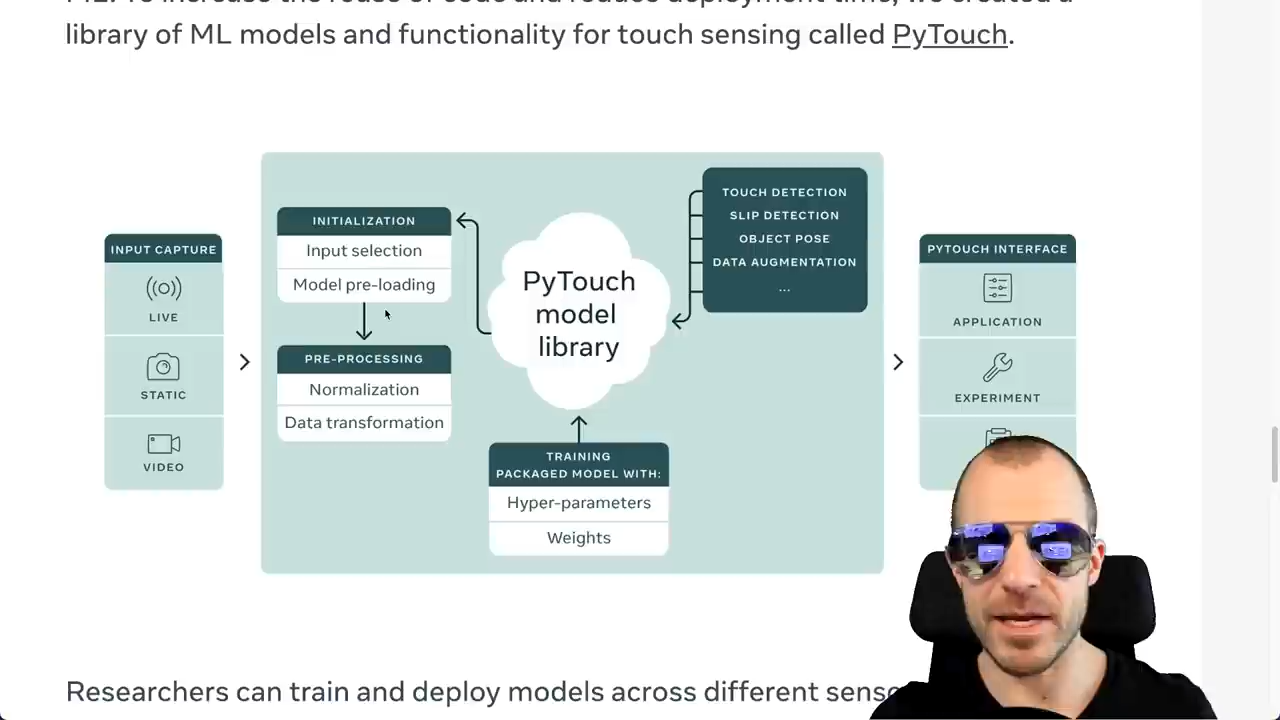 library of ML models and functionality for touch sensing called PyTouch.
INPUT CAPTURE
LIVE
STATIC
VIDEO
INITIALIZATION
Input selection
Model pre-loading
PRE-PROCESSING
Normalization
Data transformation
PyTouch
model
library
TRAINING
PACKAGED MODEL WITH:
Hyper-parameters
Weights
TOUCH DETECTION
SLIP DETECTION
OBJECT POSE
DATA AUGMENTATION
...
PYTOUCH INTERFACE
APPLICATION
EXPERIMENT
Researchers can train and deploy models across different